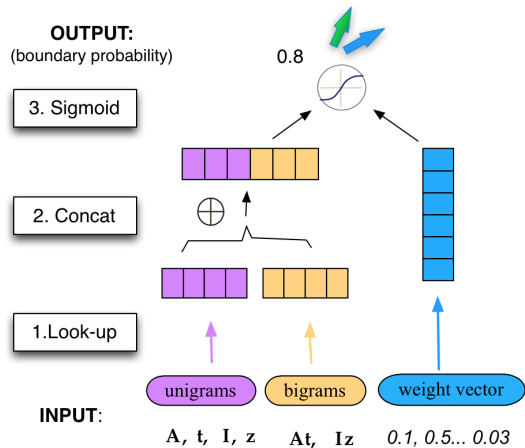 OUTPUT:
(boundary probability)
0.8
3. Sigmoid
2. Concat
1.Look-up
unigrams
bigrams
weight vector
INPUT:
A, t, I, z
At, Iz
0.1, 0.5... 0.03